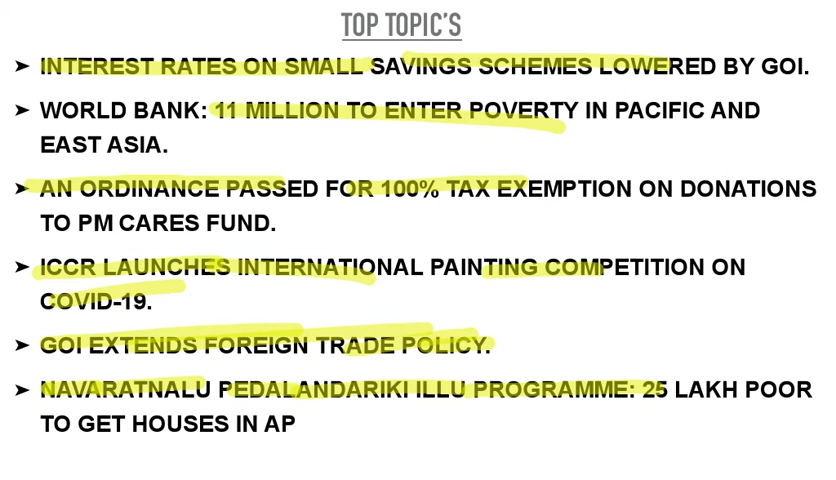 TOP TOPIC'S
➤ INTEREST RATES ON SMALL SAVINGS SCHEMES LOWERED BY GOI.
➤ WORLD BANK: 11 MILLION TO ENTER POVERTY IN PACIFIC AND
EAST ASIA.
➤ AN ORDINANCE PASSED FOR 100% TAX EXEMPTION ON DONATIONS
TO PM CARES FUND.
➤ ICCR LAUNCHES INTERNATIONAL PAINTING COMPETITION ON
COVID-19.
➤ GOI EXTENDS FOREIGN TRADE POLICY.
➤ NAVARATNALU PEDALANDARIKI ILLU PROGRAMME: 25 LAKH POOR
TO GET HOUSES IN AP